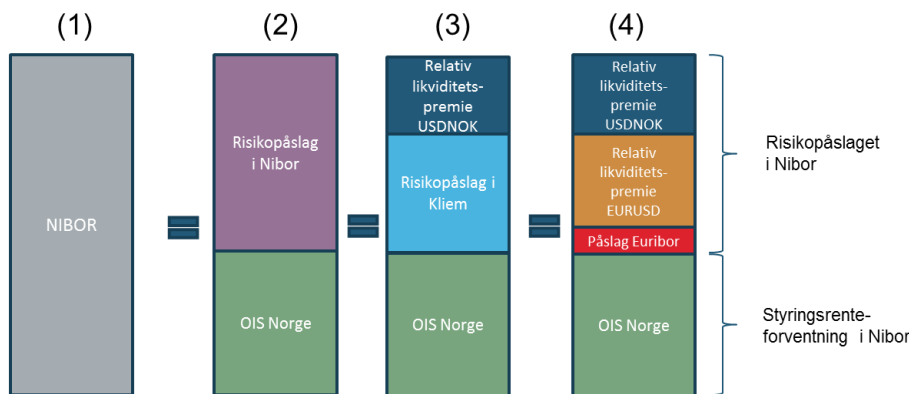 (1)
(2)
(3)
(4)
NIBOR
Risikopåslag
i Nibor
OIS Norge
Relativ
likviditets-
premie
USDNOK
Risikopåslag i
Kliem
OIS Norge
Relativ
likviditets-
premie
USDNOK
Relativ
likviditets-
premie
EURUSD
Påslag Euribor
OIS Norge
Risikopåslaget
i Nibor
Styringsrente-
forventning i Nibor